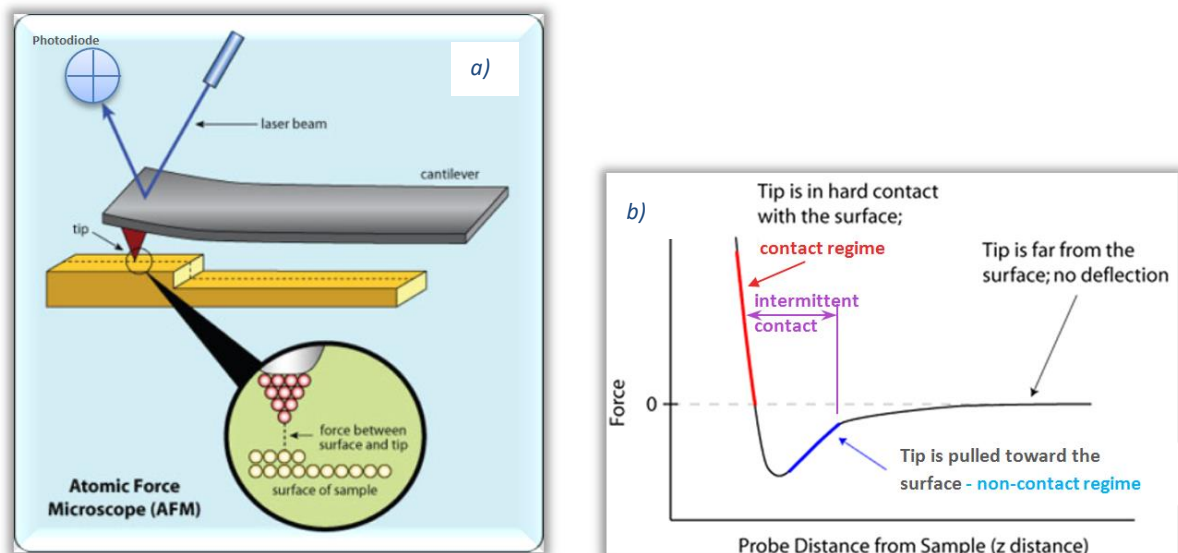 Photodiode
a)
laser beam
cantilever
tip
force between
surface and tip
surface of sample
Atomic Force
Microscope (AFM)
b)
Tip is in hard contact
with the surface;
contact regime
intermittent
contact
Tip is far from the
surface; no deflection
Force
0
Tip is pulled toward the
surface - non-contact regime
Probe Distance from Sample (z distance)